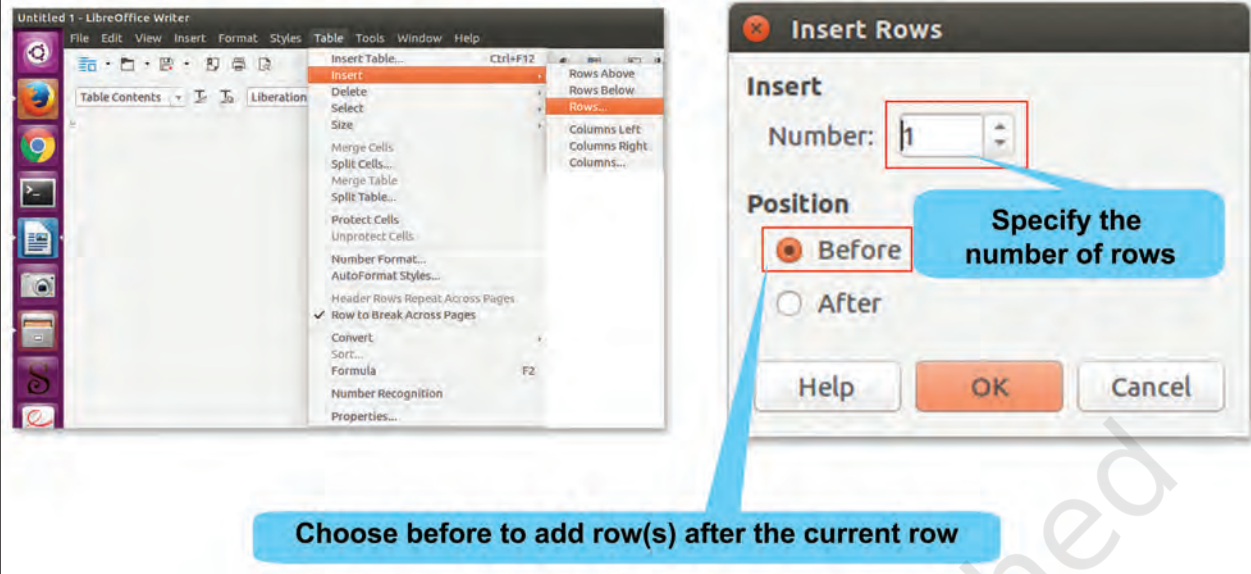 Untitled 1 - LibreOffice Writer
File Edit View Insert Format Styles Table Tools Window Help
Table Contents
Liberation
Insert Table... Ctrl+F12
Insert
Delete
Select
Size
Merge Cells
Split Cells...
Merge Table
Split Table...
Protect Cells
Unprotect Cells
Number Format...
AutoFormat Styles...
Header Rows Repeat Across Pages
✓ Row to Break Across Pages
Convert
Sort...
Formula F2
Number Recognition
Properties...
Rows Above
Rows Below
Rows...
Columns Left
Columns Right
Columns...
Insert Rows
Insert
Number: 1
Position
Before
After
Help OK Cancel
Specify the
number of rows
Choose before to add row(s) after the current row
hed